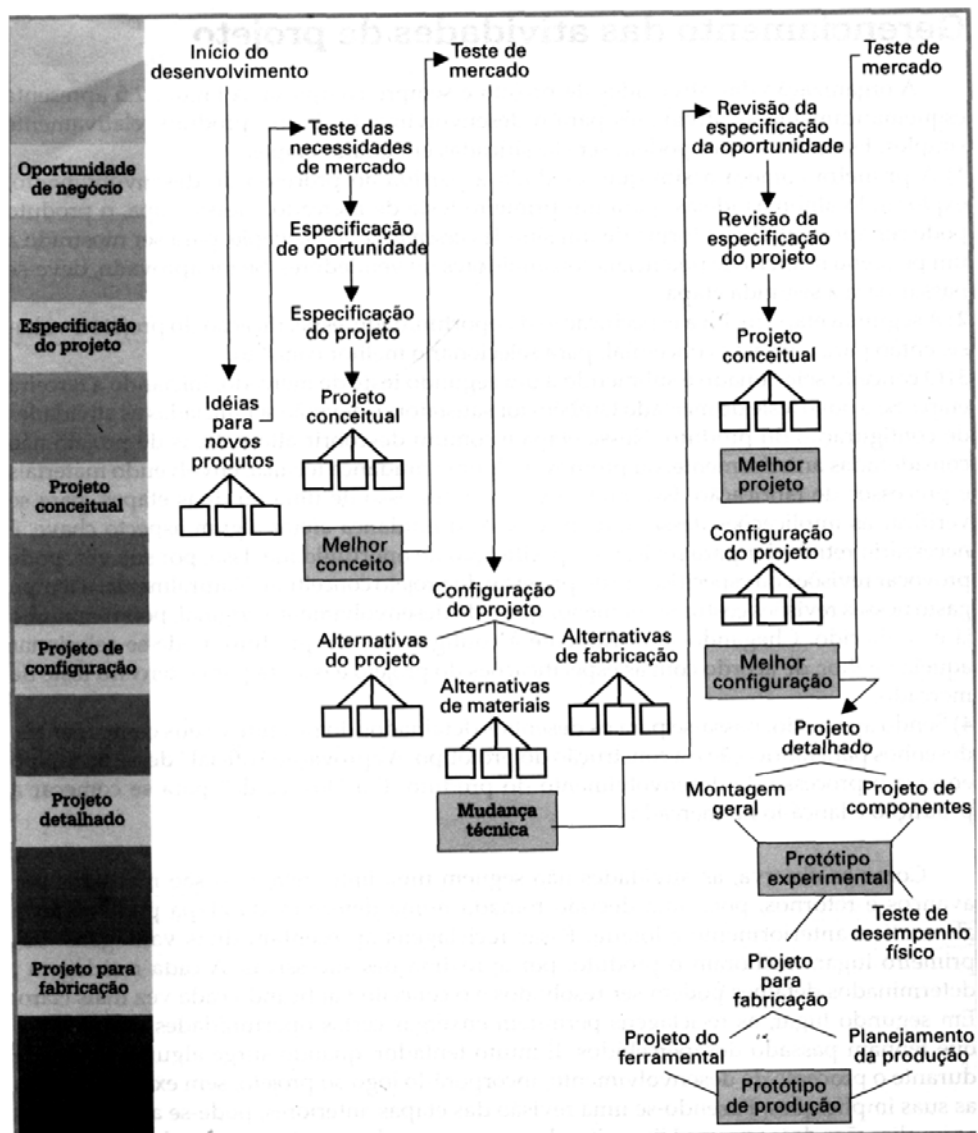 Oportunidade
de negócio
Especificação
do projeto
Projeto
conceitual
Projeto de
configuração
Projeto
detalhado
Projeto para
fabricação
Início do
desenvolvimento
Idéias
para
novos
produtos
Teste das
necessidades
de mercado
Especificação
de oportunidade
Especificação
do projeto
Projeto
conceitual
Melhor
conceito
Teste de
mercado
Configuração
do projeto
Alternativas
do projeto
Alternativas
de materiais
Alternativas
de fabricação
Mudança
técnica
Revisão da
especificação
da oportunidade
Revisão da
especificação
do projeto
Projeto
conceitual
Melhor
projeto
Configuração
do projeto
Melhor
configuração
Teste de
mercado
Projeto
detalhado
Montagem
geral
Projeto de
componentes
Protótipo
experimental
Teste de
desempenho
físico
Projeto
para
fabricação
Projeto do
ferramental
Planejamento
da produção
Protótipo
de produção